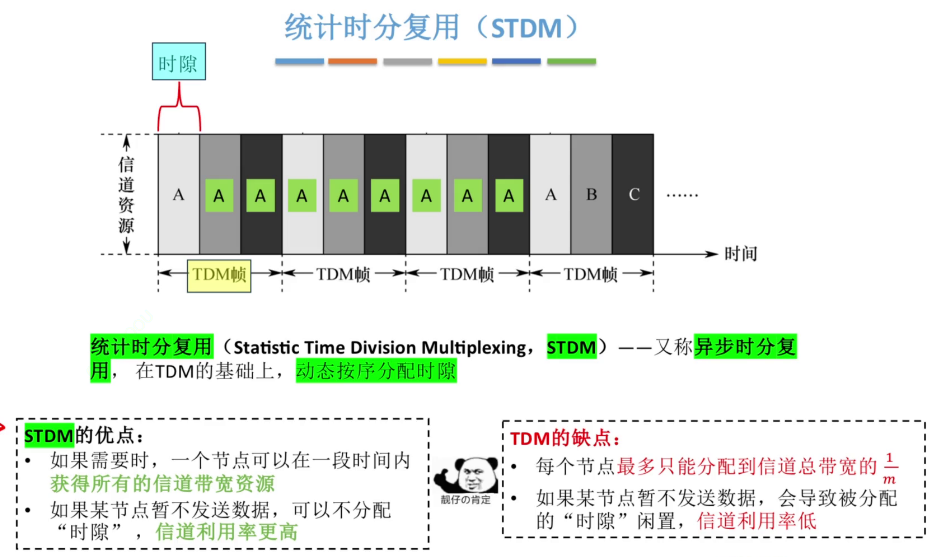 统计时分复用（STDM）
时隙
信道资源
A A A A A A A A A A B C ……
时间
TDM帧 TDM帧 TDM帧 TDM帧
统计时分复用（Statistic Time Division Multiplexing，STDM）——又称异步时分复
用， 在TDM的基础上，动态按序分配时隙
STDM的优点：
• 如果需要时，一个节点可以在一段时间内
获得所有的信道带宽资源
• 如果某节点暂不发送数据，可以不分配
“时隙”，信道利用率更高
靓仔の肯定
TDM的缺点：
• 每个节点最多只能分配到信道总带宽的 1/m
• 如果某节点暂不发送数据，会导致被分配
的“时隙”闲置，信道利用率低